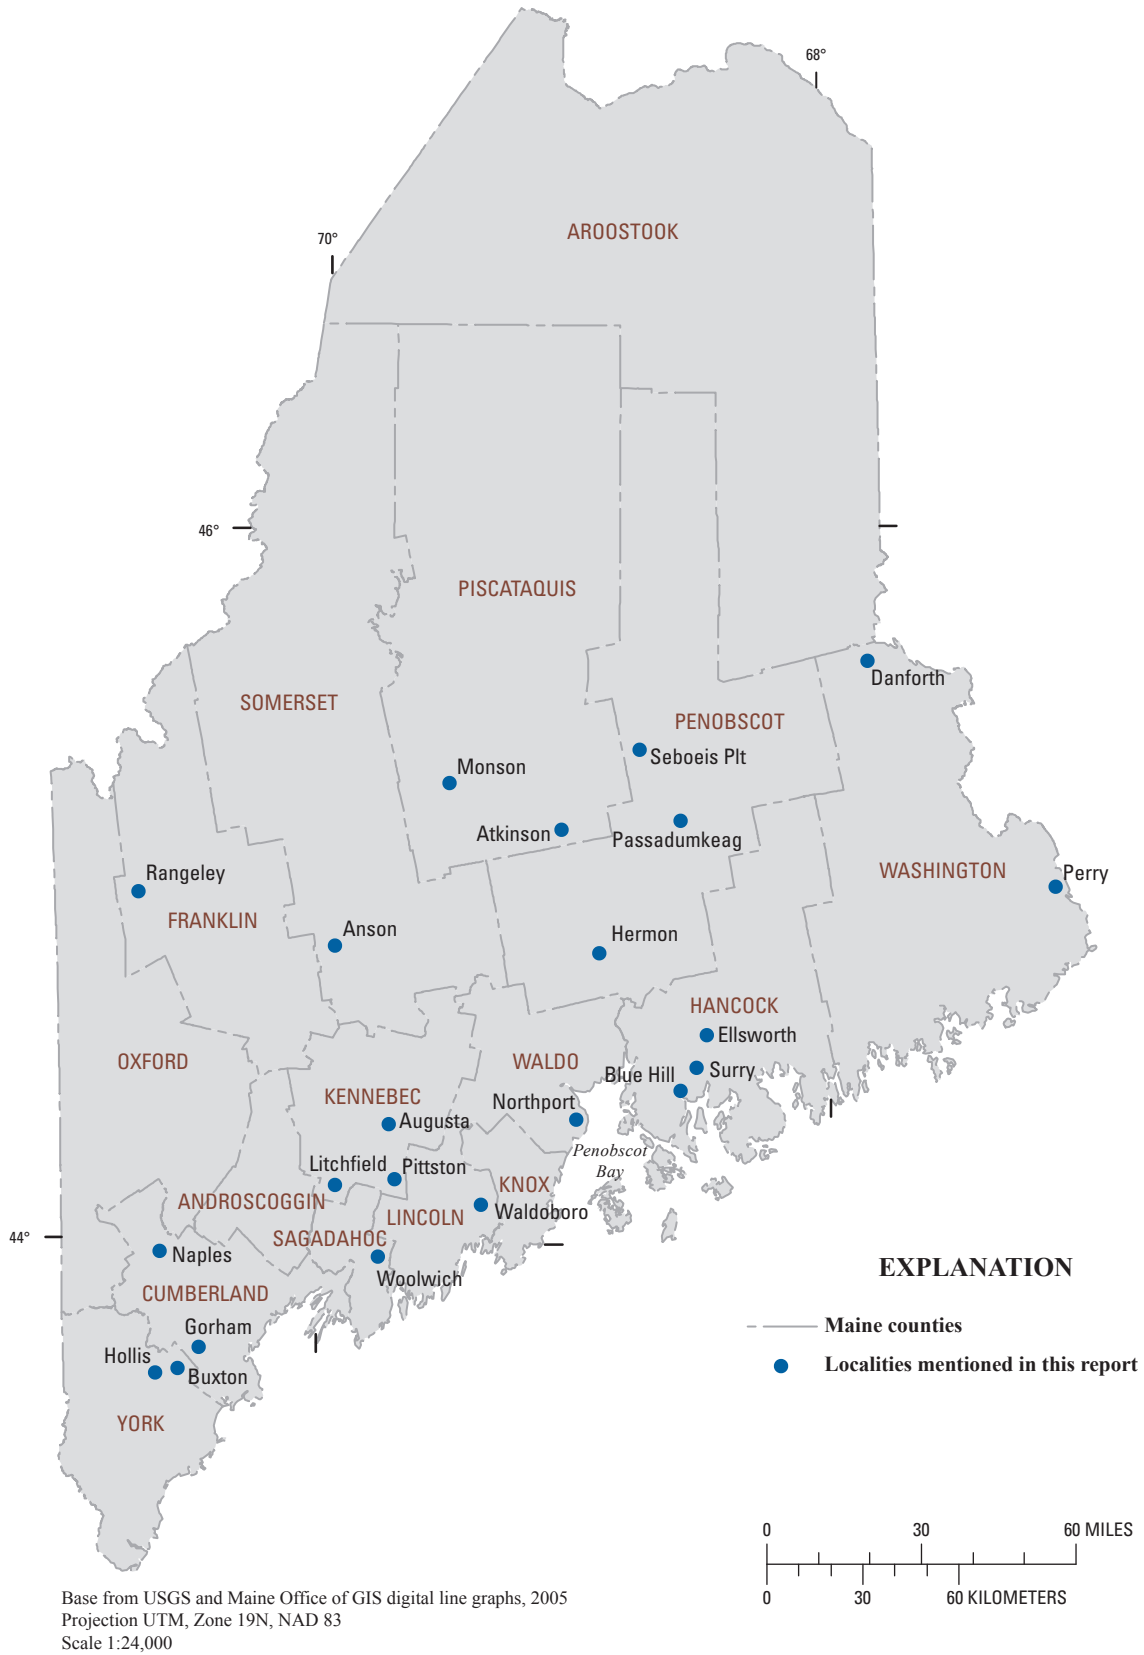 68°
AROOSTOOK
70°
46°
PISCATAQUIS
Danforth
SOMERSET
PENOBSCOT
Seboeis Plt
Monson
Atkinson
Passadumkeag
Rangeley
WASHINGTON
Perry
FRANKLIN
Anson
Hermon
HANCOCK
Ellsworth
OXFORD
WALDO
Surry
Blue Hill
KENNEBEC
Northport
Augusta
Penobscot
Bay
Litchfield
Pittston
KNOX
ANDROSCOGGIN
LINCOLN
Waldoboro
44°
SAGADAHOC
Naples
Woolwich
CUMBERLAND
Gorham
Hollis
Buxton
YORK
EXPLANATION
Maine counties
Localities mentioned in this report
0 30 60 MILES
0 30 60 KILOMETERS
Base from USGS and Maine Office of GIS digital line graphs, 2005
Projection UTM, Zone 19N, NAD 83
Scale 1:24,000